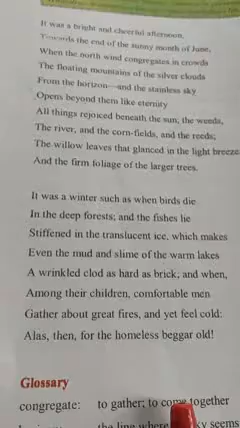 It was a bright and cheerful afternoon,
Towards the end of the sunny month of June,
When the north wind congregates in crowds
The floating mountains of the silver clouds
From the horizon—and the stainless sky
Opens beyond them like eternity
All things rejoiced beneath the sun; the weeds,
The river, and the corn-fields, and the reeds;
The willow leaves that glanced in the light breeze
And the firm foliage of the larger trees.
It was a winter such as when birds die
In the deep forests; and the fishes lie
Stiffened in the translucent ice, which makes
Even the mud and slime of the warm lakes
A wrinkled clod as hard as brick; and when,
Among their children, comfortable men
Gather about great fires, and yet feel cold:
Alas, then, for the homeless beggar old!
Glossary
congregate: to gather; to come together
the line where sky seems